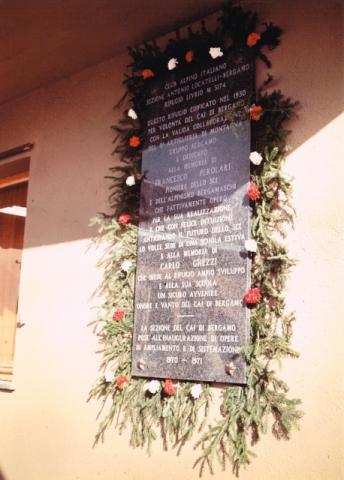 CLUB ALPINO ITALIANO
SEZIONE ANTONIO LOCATELLI-BERGAMO
RIFUGIO LIVRIO M. 3174
QUESTO RIFUGIO EDIFICATO NEL 1930
PER VOLONTÀ DEL CAI DI BERGAMO
CON LA VALIDA COLLABORAZIONE
DEL 2° ARTIGLIERIA DI MONTAGNA
GRUPPO BERGAMO
È DEDICATO
ALLA MEMORIA DI
FRANCESCO PEROLARI
PIONIERE DELLO SCI
E DELL'ALPINISMO BERGAMASCO
CHE FATTIVAMENTE OPERÒ
PER LA SUA REALIZZAZIONE
E CHE CON FELICE INTUIZIONE
ANTICIPANDO IL FUTURO DELLO SCI
LO VOLLE SEDE DI UNA SCUOLA ESTIVA
E ALLA MEMORIA DI
CARLO GHEZZI
CHE DIEDE AL RIFUGIO AMPIO SVILUPPO
E ALLA SUA SCUOLA
UN SICURO AVVENIRE
ONORE E VANTO DEL CAI DI BERGAMO
LA SEZIONE DEL CAI DI BERGAMO
POSE ALL'INAUGURAZIONE DI OPERE
DI AMPLIAMENTO E DI SISTEMAZIONE
1970 - 1971